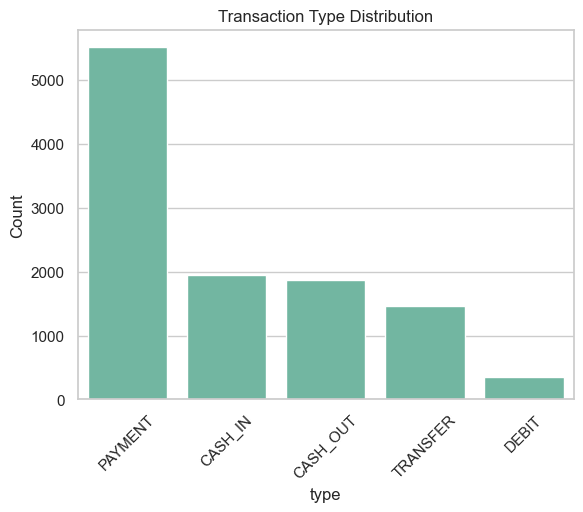 Transaction Type Distribution
Count
5000
4000
3000
2000
1000
0
PAYMENT
CASH_IN
CASH_OUT
TRANSFER
DEBIT
type